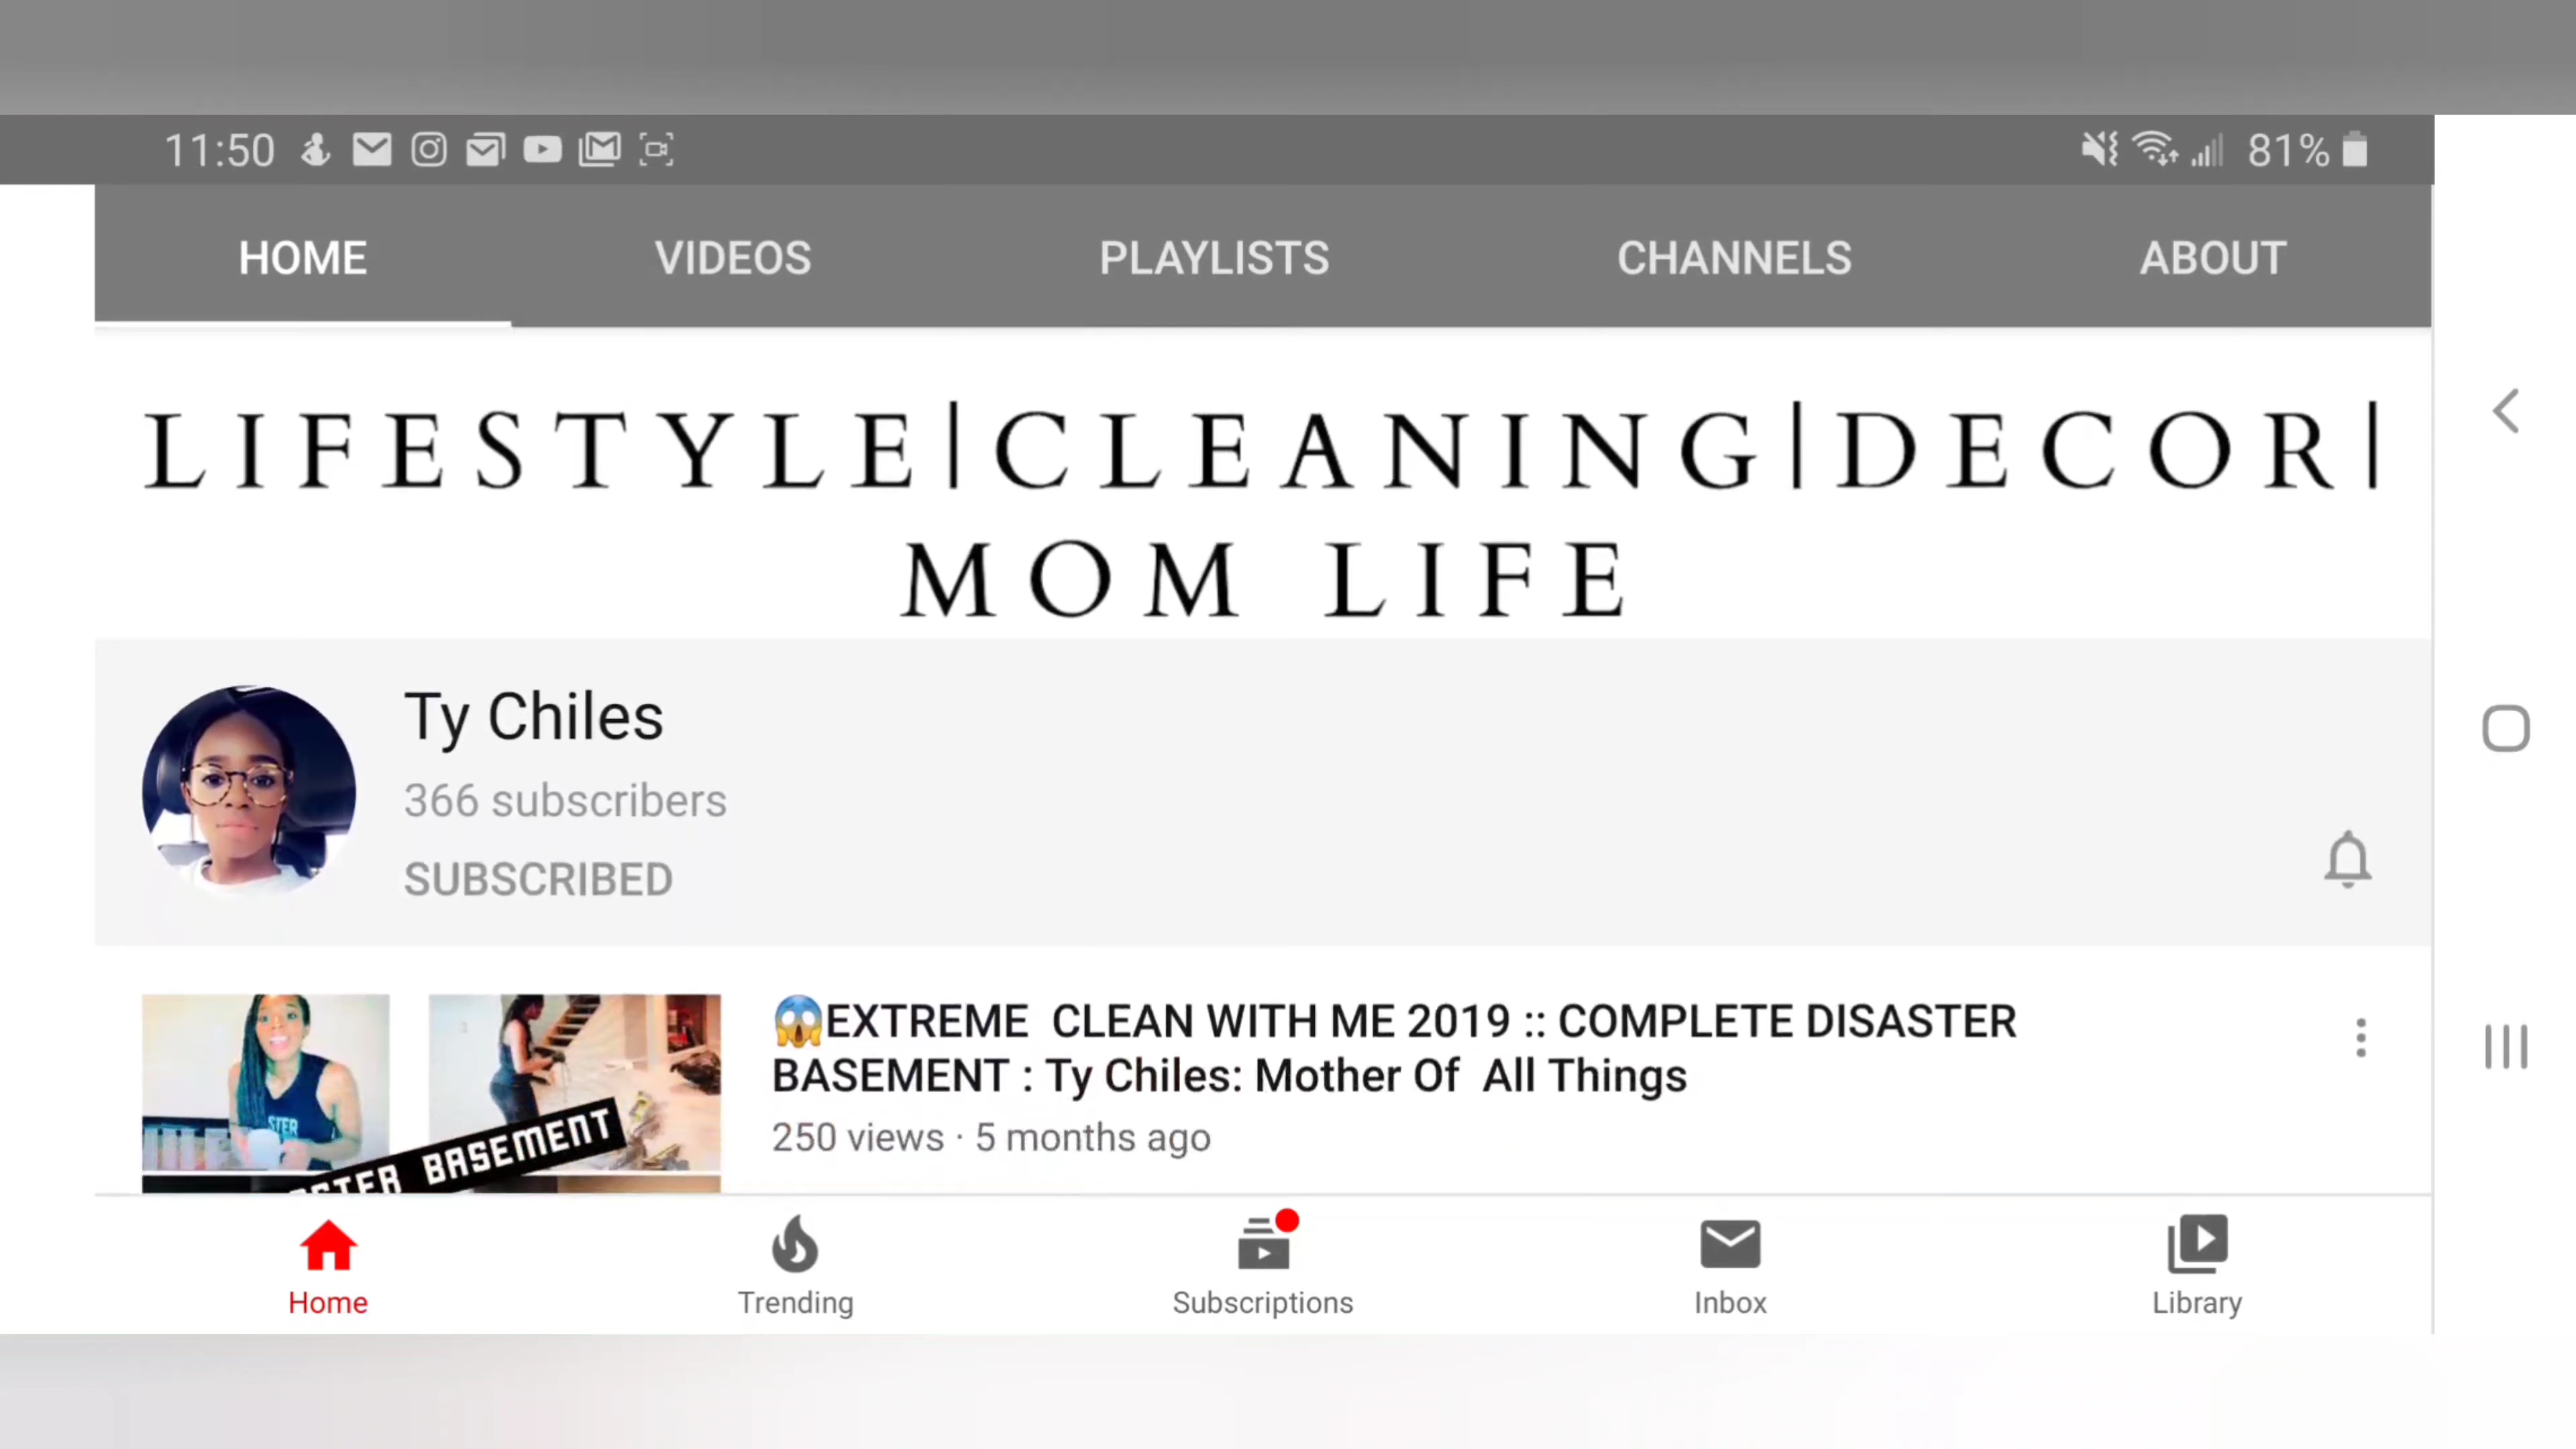 11:50
81%
HOME VIDEOS PLAYLISTS CHANNELS ABOUT
LIFESTYLE|CLEANING|DECOR|
MOM LIFE
Ty Chiles
366 subscribers
SUBSCRIBED
😱EXTREME CLEAN WITH ME 2019 :: COMPLETE DISASTER
BASEMENT : Ty Chiles: Mother Of All Things
250 views · 5 months ago
STER
BASEMENT
Home Trending Subscriptions Inbox Library